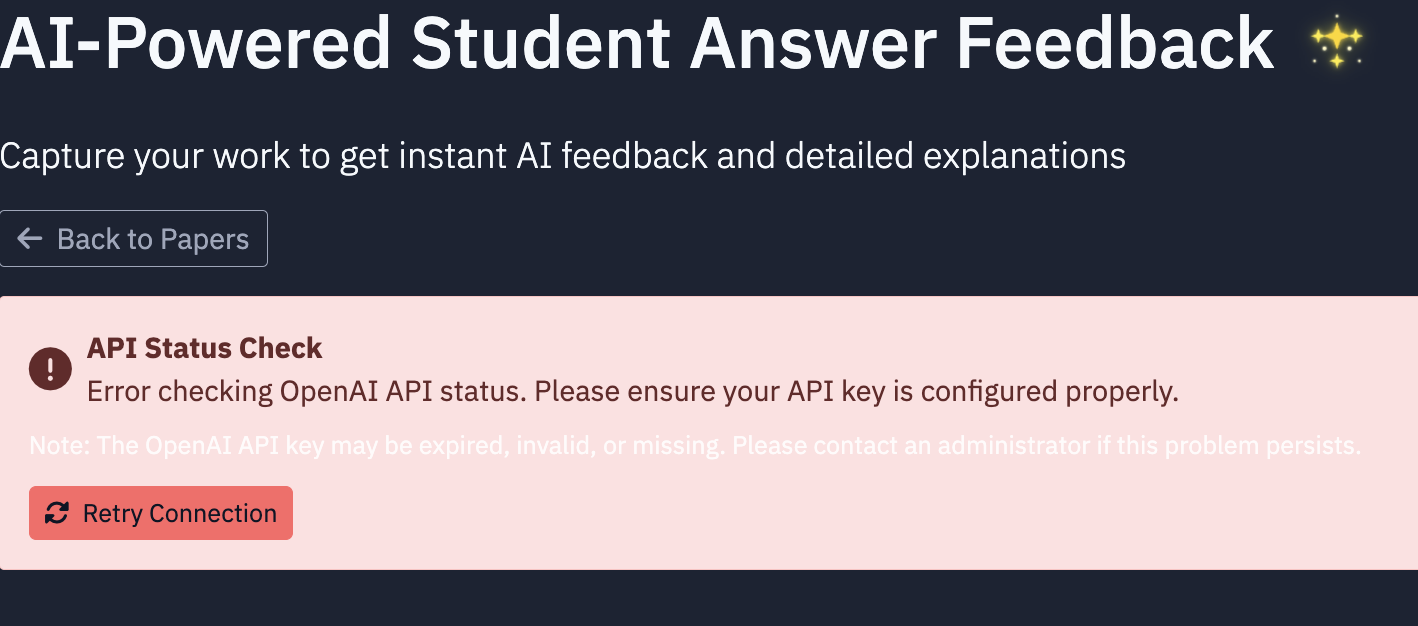 AI-Powered Student Answer Feedback
Capture your work to get instant AI feedback and detailed explanations
Back to Papers
API Status Check
Error checking OpenAI API status. Please ensure your API key is configured properly.
Note: The OpenAI API key may be expired, invalid, or missing. Please contact an administrator if this problem persists.
Retry Connection